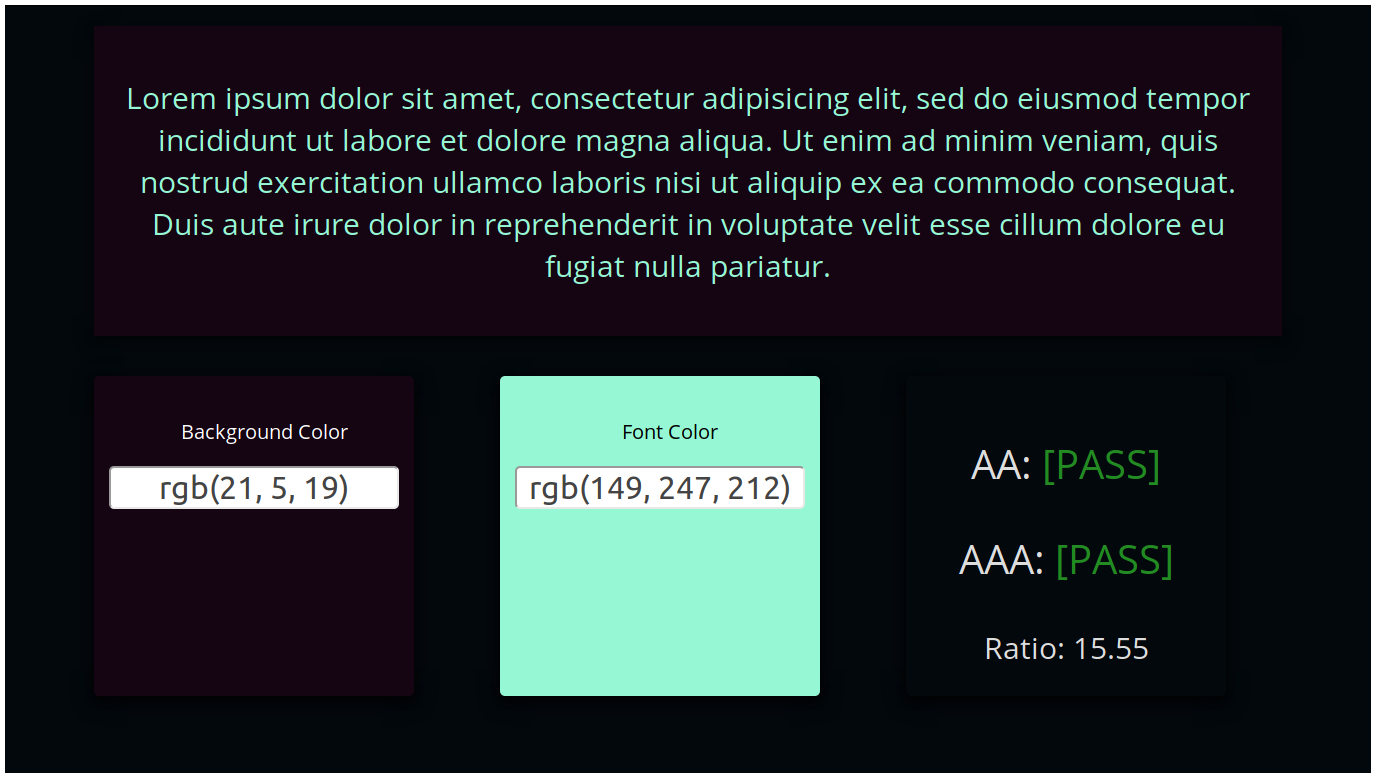 Lorem ipsum dolor sit amet, consectetur adipisicing elit, sed do eiusmod tempor
incididunt ut labore et dolore magna aliqua. Ut enim ad minim veniam, quis
nostrud exercitation ullamco laboris nisi ut aliquip ex ea commodo consequat.
Duis aute irure dolor in reprehenderit in voluptate velit esse cillum dolore eu
fugiat nulla pariatur.
Background Color
rgb(21, 5, 19)
Font Color
rgb(149, 247, 212)
AA: [PASS]
AAA: [PASS]
Ratio: 15.55